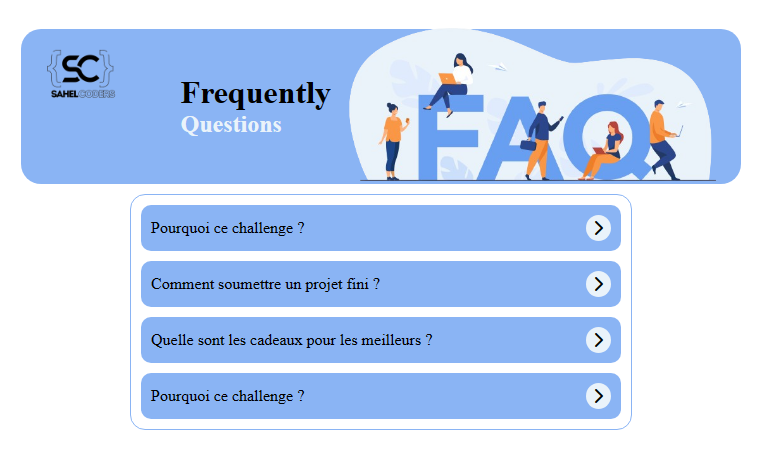 {SC}
SAHELCODERS
Frequently
Questions
FAQ
Pourquoi ce challenge ?
Comment soumettre un projet fini ?
Quelle sont les cadeaux pour les meilleurs ?
Pourquoi ce challenge ?